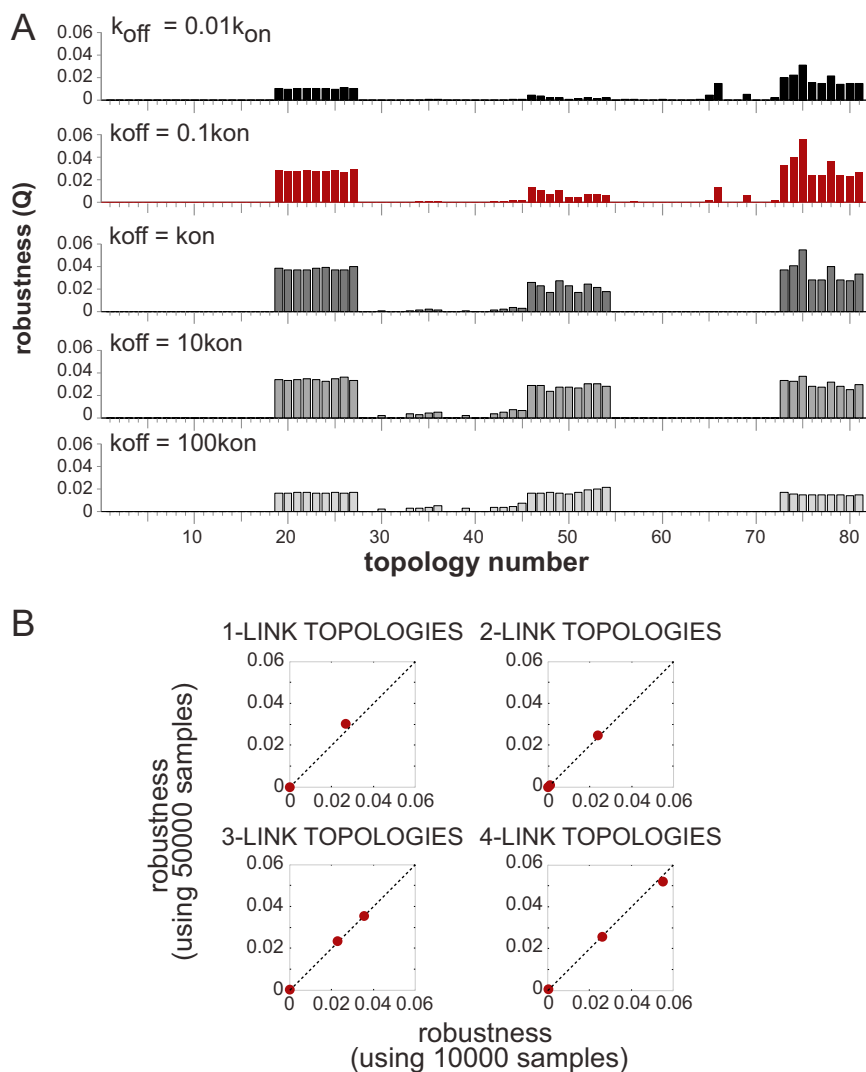 A
robustness (Q)
k_off = 0.01k_on
0.06
0.04
0.02
0
koff = 0.1kon
0.06
0.04
0.02
0
koff = kon
0.06
0.04
0.02
0
koff = 10kon
0.06
0.04
0.02
0
koff = 100kon
0.06
0.04
0.02
0
10 20 30 40 50 60 70 80
topology number
B
robustness
(using 50000 samples)
1-LINK TOPOLOGIES
0.06
0.04
0.02
0
0 0.02 0.04 0.06
2-LINK TOPOLOGIES
0.06
0.04
0.02
0
0 0.02 0.04 0.06
3-LINK TOPOLOGIES
0.06
0.04
0.02
0
0 0.02 0.04 0.06
4-LINK TOPOLOGIES
0.06
0.04
0.02
0
0 0.02 0.04 0.06
robustness
(using 10000 samples)